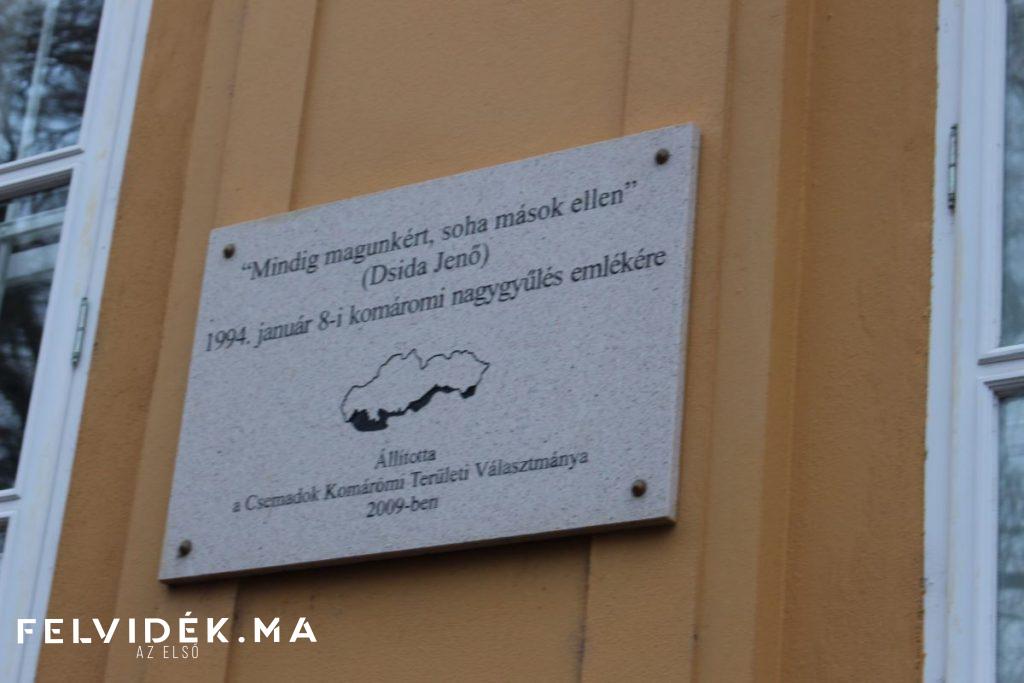 “Mindig magunkért, soha mások ellen”
(Dsida Jenő)
1994. január 8-i komáromi nagygyűlés emlékére
Állította
a Csemadok Komáromi Területi Választmánya
2009-ben
FELVIDÉK.MA
AZ ELSŐ